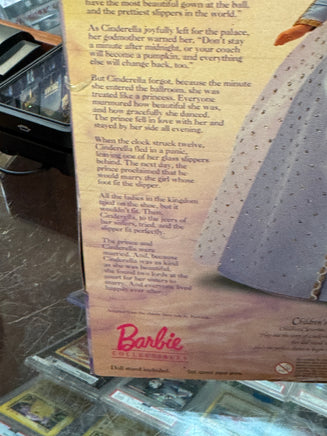 have the most beautiful gown at the ball,
and the prettiest slippers in the world."
As Cinderella joyfully left for the palace,
her godmother warned her, "Don't stay
a minute after midnight, or your coach
will become a pumpkin, and everything
else will change back, too."
But Cinderella forgot, because the minute
she entered the ballroom, she was
treated like a princess. Everyone
murmured how beautiful she was,
and how gracefully she danced.
The prince fell in love with her and
stayed by her side all evening.
When the clock struck twelve,
Cinderella fled in a panic,
leaving one of her glass slippers
behind. The next day, the
prince proclaimed that he
would marry the girl whose
foot fit the slipper.
All the ladies in the kingdom
tried on the shoe, but it
wouldn't fit. Then,
Cinderella, to the jeers of
her sisters, tried, and the
slipper fit perfectly.
The prince and
Cinderella were
married. And, because
Cinderella was as kind
as she was beautiful,
she found two lords at the
court for her sisters to
marry. And everyone lived
happily ever after.
Barbie
COLLECTIBLES
Doll stand included.
Children's